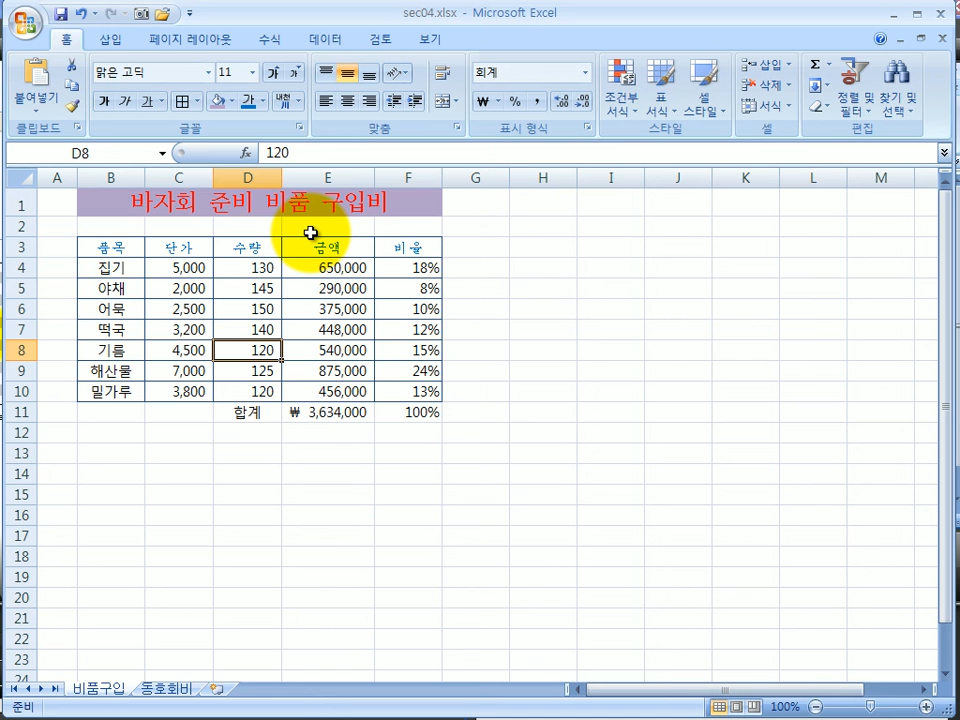 sec04.xlsx - Microsoft Excel
홈 삽입 페이지 레이아웃 수식 데이터 검토 보기
붙여넣기 맑은 고딕 11 가 가 회계 조건부 서식 표 서식 셀 스타일 삽입 삭제 서식 Σ 정렬 및 필터 찾기 및 선택
가 가 가 가 내천 ₩ % , .00 .0
클립보드 글꼴 맞춤 표시 형식 스타일 셀 편집
D8 fx 120
A B C D E F G H I J K L M
1 바자회 준비 비품 구입비
2
3 품목 단가 수량 금액 비율
4 집기 5,000 130 650,000 18%
5 야채 2,000 145 290,000 8%
6 어묵 2,500 150 375,000 10%
7 떡국 3,200 140 448,000 12%
8 기름 4,500 120 540,000 15%
9 해산물 7,000 125 875,000 24%
10 밀가루 3,800 120 456,000 13%
11 합계 ₩ 3,634,000 100%
12
13
14
15
16
17
18
19
20
21
22
23
24
비품구입 동호회비
준비 100%